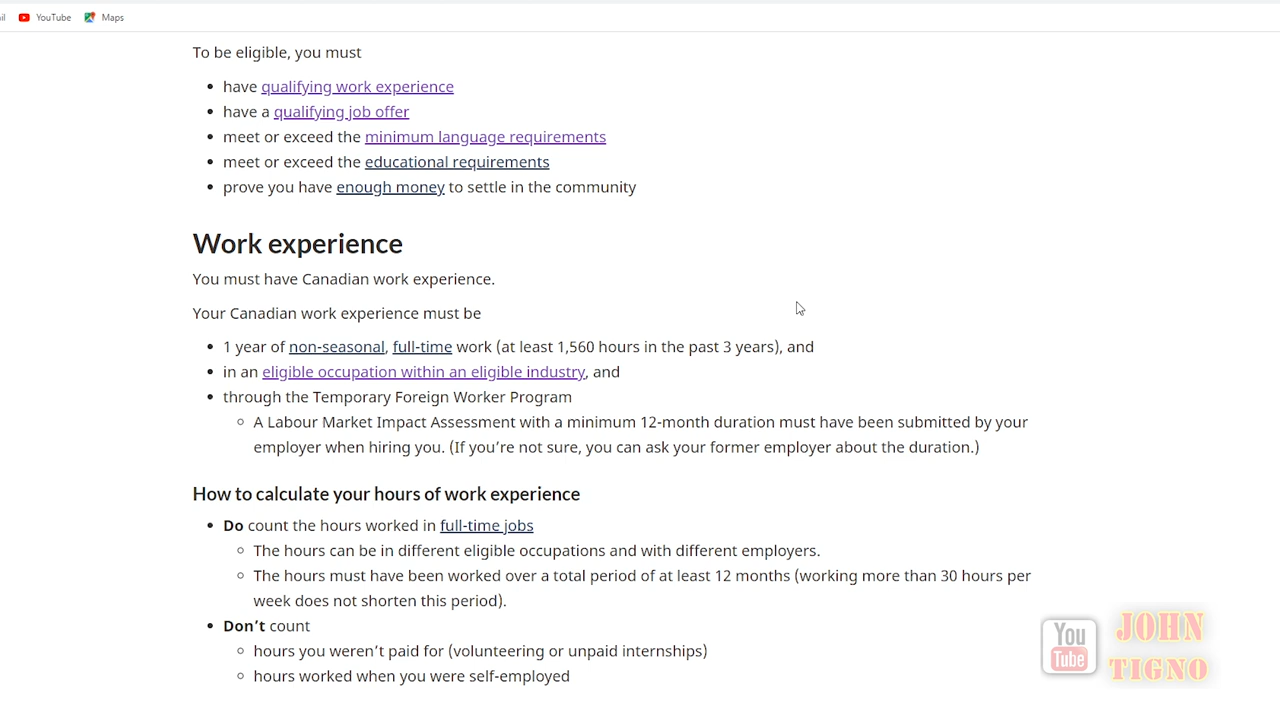 YouTube
Maps
To be eligible, you must
have qualifying work experience
have a qualifying job offer
meet or exceed the minimum language requirements
meet or exceed the educational requirements
prove you have enough money to settle in the community
Work experience
You must have Canadian work experience.
Your Canadian work experience must be
1 year of non-seasonal, full-time work (at least 1,560 hours in the past 3 years), and
in an eligible occupation within an eligible industry, and
through the Temporary Foreign Worker Program
A Labour Market Impact Assessment with a minimum 12-month duration must have been submitted by your
employer when hiring you. (If you’re not sure, you can ask your former employer about the duration.)
How to calculate your hours of work experience
Do count the hours worked in full-time jobs
The hours can be in different eligible occupations and with different employers.
The hours must have been worked over a total period of at least 12 months (working more than 30 hours per
week does not shorten this period).
Don’t count
hours you weren’t paid for (volunteering or unpaid internships)
hours worked when you were self-employed
You
Tube
JOHN
TIGNO